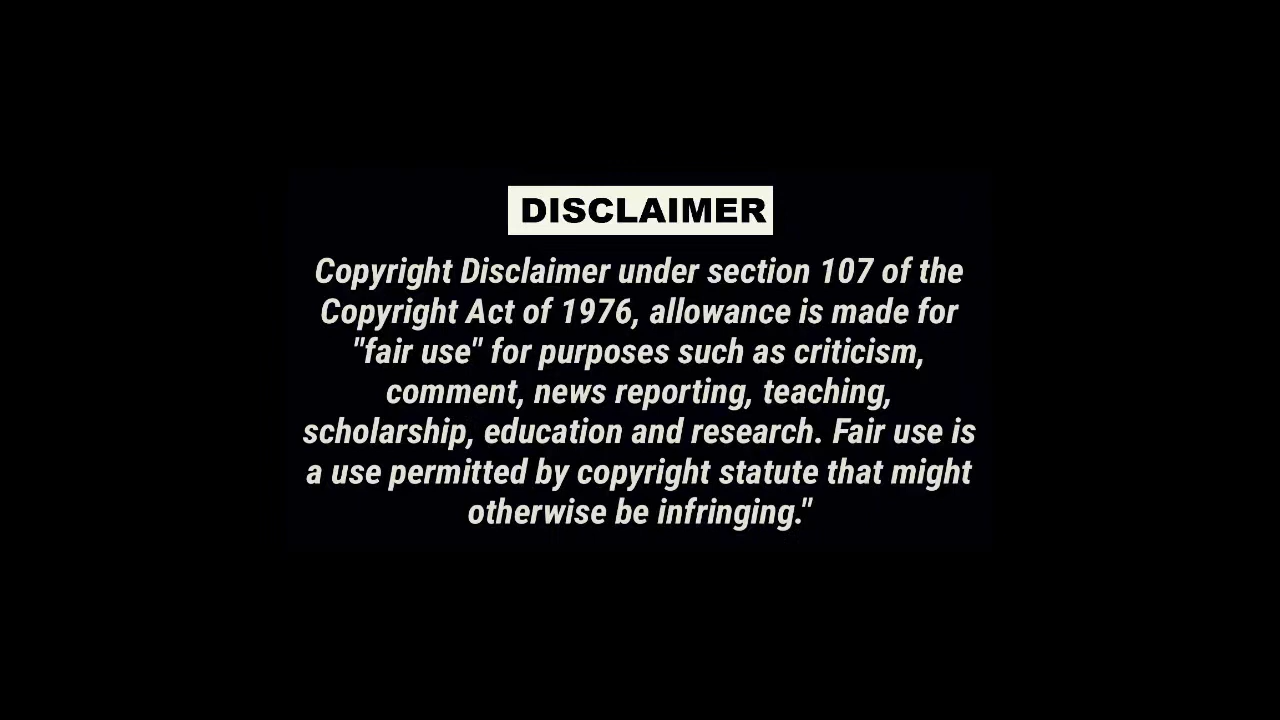 DISCLAIMER
Copyright Disclaimer under section 107 of the
Copyright Act of 1976, allowance is made for
"fair use" for purposes such as criticism,
comment, news reporting, teaching,
scholarship, education and research. Fair use is
a use permitted by copyright statute that might
otherwise be infringing."